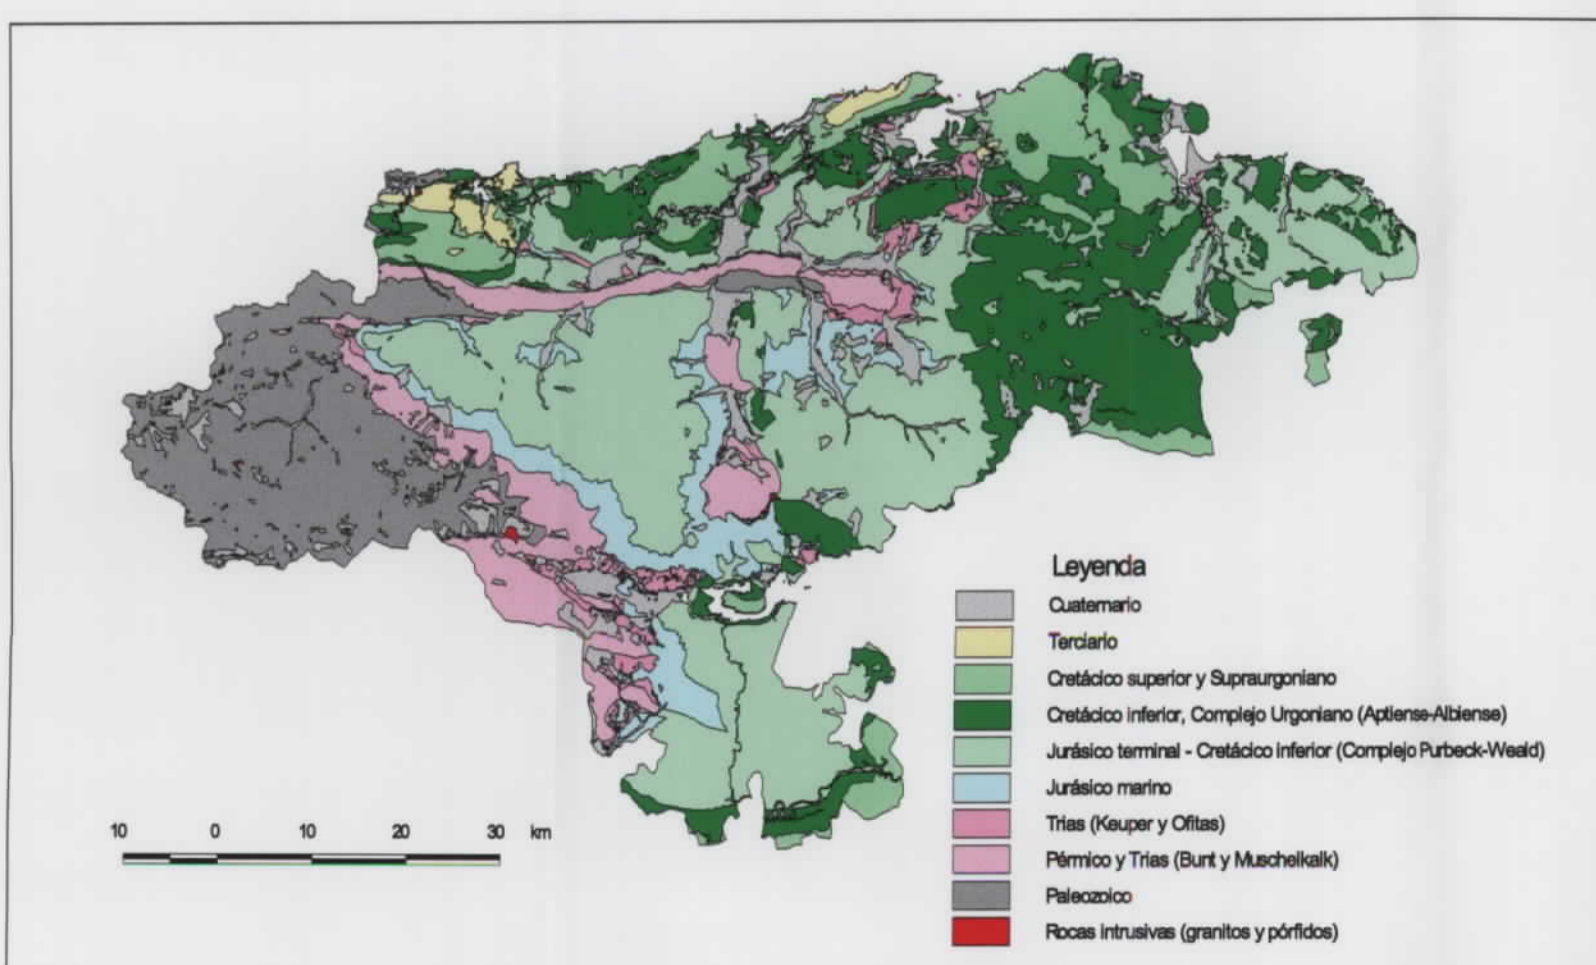 Leyenda
Cuaternario
Terciario
Cretácico superior y Supraurgoniano
Cretácico inferior, Complejo Urgoniano (Aptiense-Albiense)
Jurásico terminal - Cretácico inferior (Complejo Purbeck-Weald)
Jurásico marino
Trias (Keuper y Ofitas)
Pérmico y Trias (Bunt y Muschelkalk)
Paleozoico
Rocas intrusivas (granitos y pórfidos)
10 0 10 20 30 km